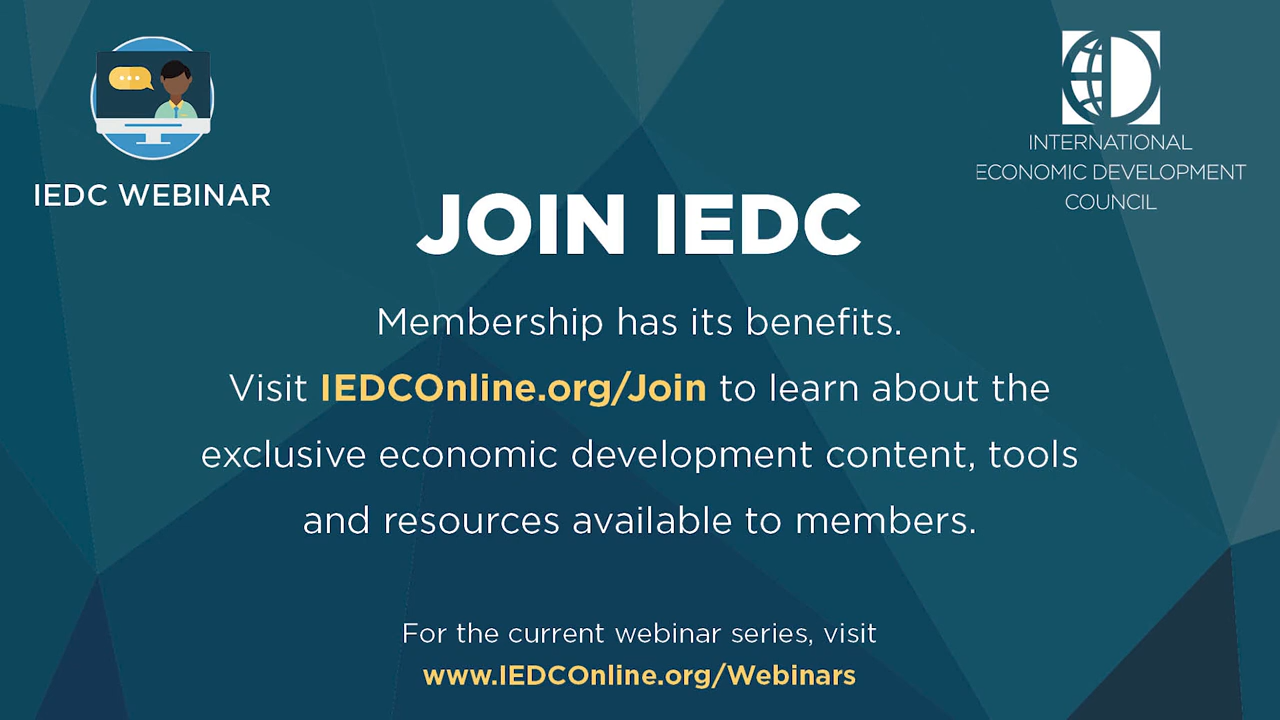 IEDC WEBINAR
INTERNATIONAL
ECONOMIC DEVELOPMENT
COUNCIL
JOIN IEDC
Membership has its benefits.
Visit IEDCOnline.org/Join to learn about the
exclusive economic development content, tools
and resources available to members.
For the current webinar series, visit
www.IEDCOnline.org/Webinars